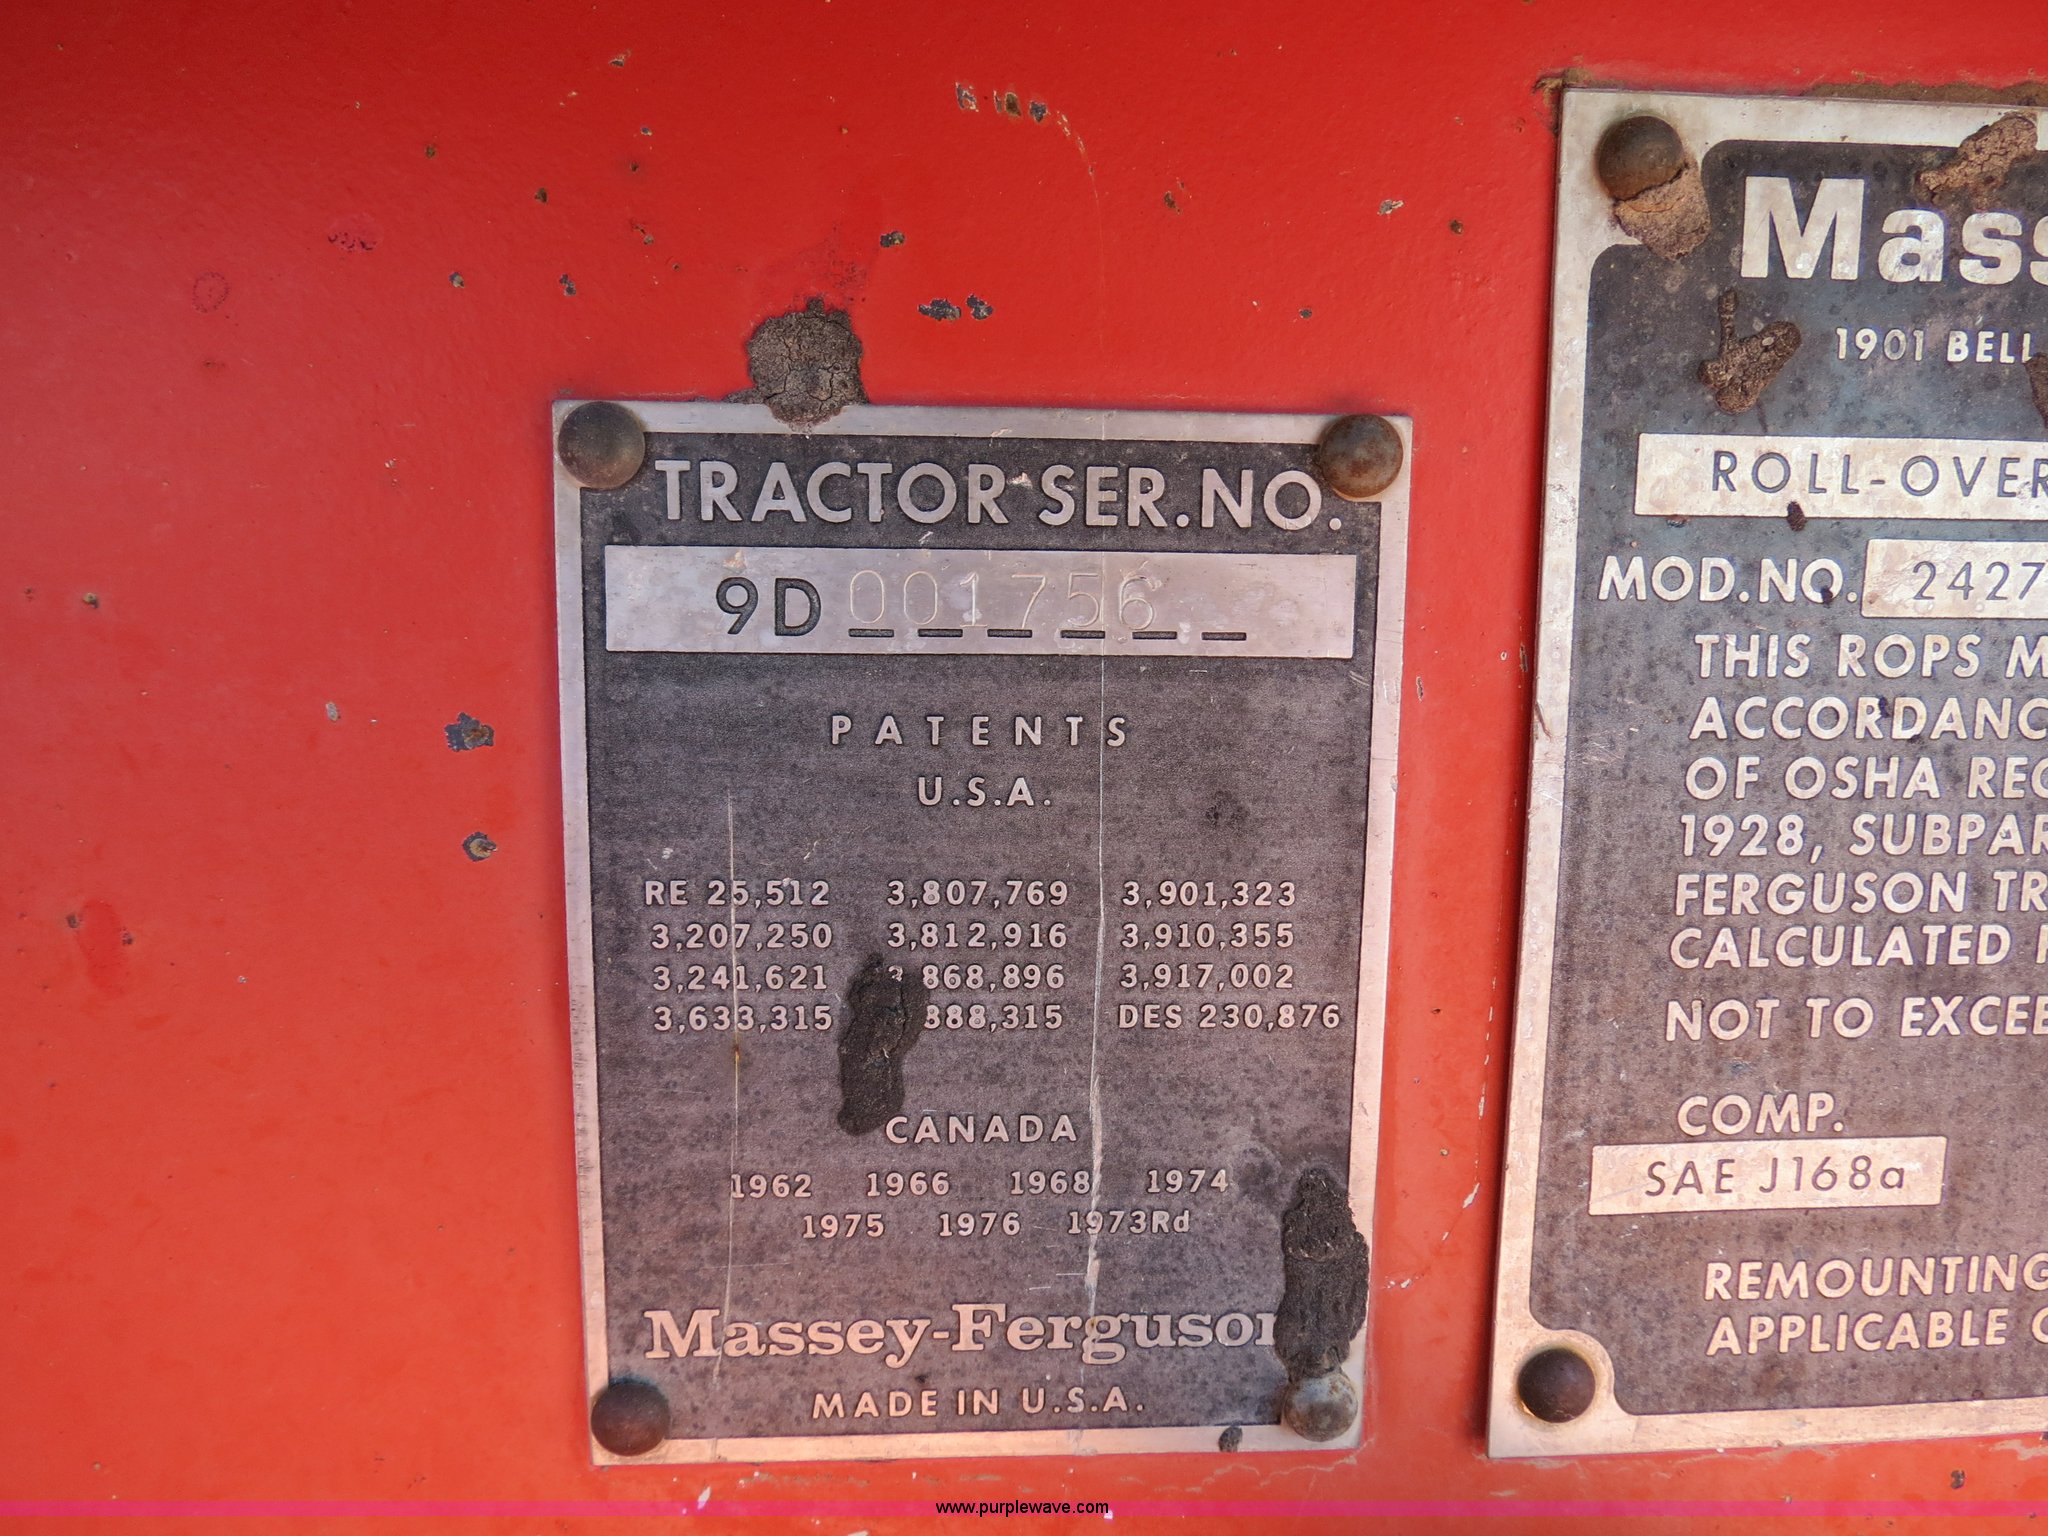 TRACTOR SER.NO.
9D 001756
PATENTS
U.S.A.
RE 25,512 3,807,769 3,901,323
3,207,250 3,812,916 3,910,355
3,241,621 3,868,896 3,917,002
3,633,315 888,315 DES 230,876
CANADA
1962 1966 1968 1974
1975 1976 1973Rd
Massey-Ferguson
MADE IN U.S.A.
Mass
1901 BELL
ROLL-OVER
MOD.NO. 2427
THIS ROPS M
ACCORDANC
OF OSHA REG
1928, SUBPAR
FERGUSON TR
CALCULATED
NOT TO EXCEE
COMP.
SAE J168a
REMOUNTING
APPLICABLE
www.purplewave.com